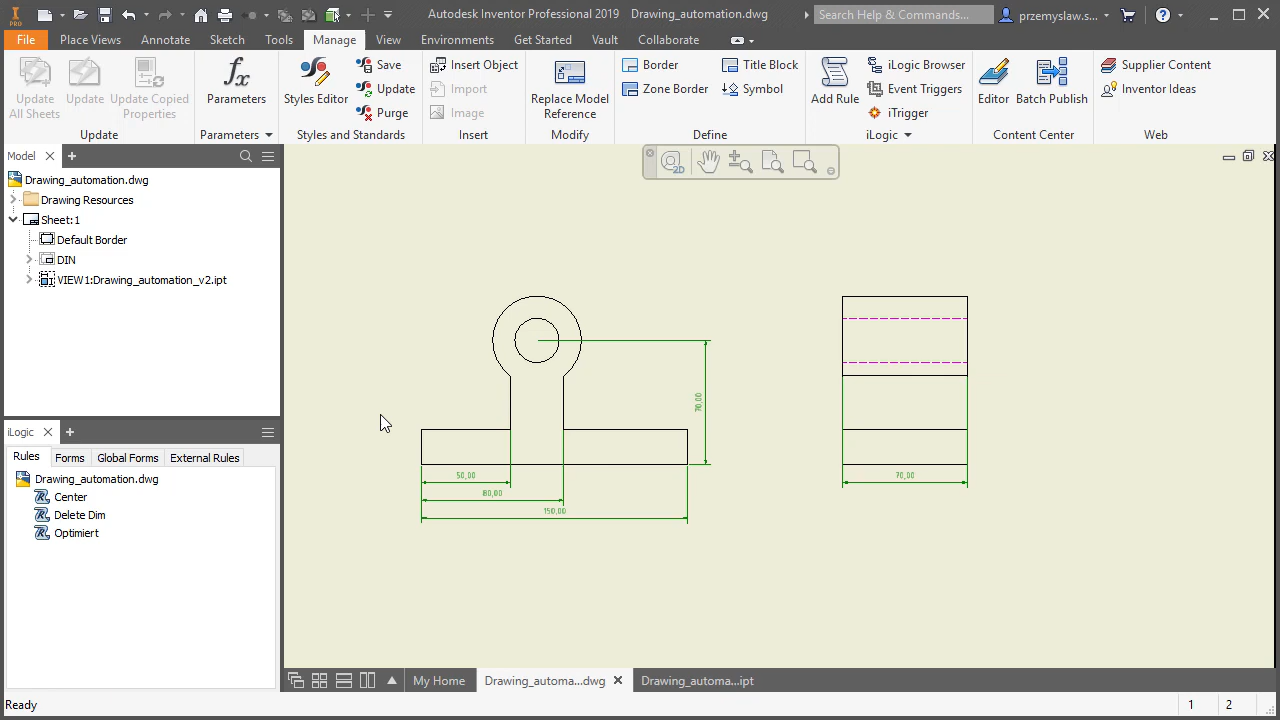 PRO
Autodesk Inventor Professional 2019 Drawing_automation.dwg
Search Help & Commands...
przemyslaw.s...
File
Place Views
Annotate
Sketch
Tools
Manage
View
Environments
Get Started
Vault
Collaborate
Update All Sheets
Update
Update Copied Properties
Update
Parameters
Parameters
Styles Editor
Save
Update
Purge
Styles and Standards
Insert Object
Import
Image
Insert
Replace Model Reference
Modify
Border
Zone Border
Title Block
Symbol
Define
Add Rule
iLogic Browser
Event Triggers
iTrigger
iLogic
Editor
Batch Publish
Content Center
Supplier Content
Inventor Ideas
Web
Model
Drawing_automation.dwg
Drawing Resources
Sheet:1
Default Border
DIN
VIEW1:Drawing_automation_v2.ipt
iLogic
Rules
Forms
Global Forms
External Rules
Drawing_automation.dwg
Center
Delete Dim
Optimiert
2D
70,00
50,00
80,00
150,00
70,00
My Home
Drawing_automa...dwg
Drawing_automa...ipt
Ready
1
2